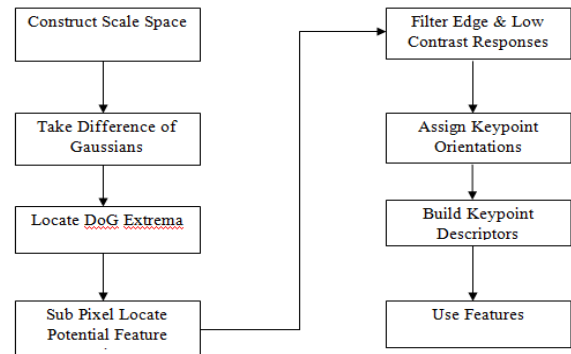 Construct Scale Space
Take Difference of
Gaussians
Locate DoG Extrema
Sub Pixel Locate
Potential Feature
Filter Edge & Low
Contrast Responses
Assign Keypoint
Orientations
Build Keypoint
Descriptors
Use Features